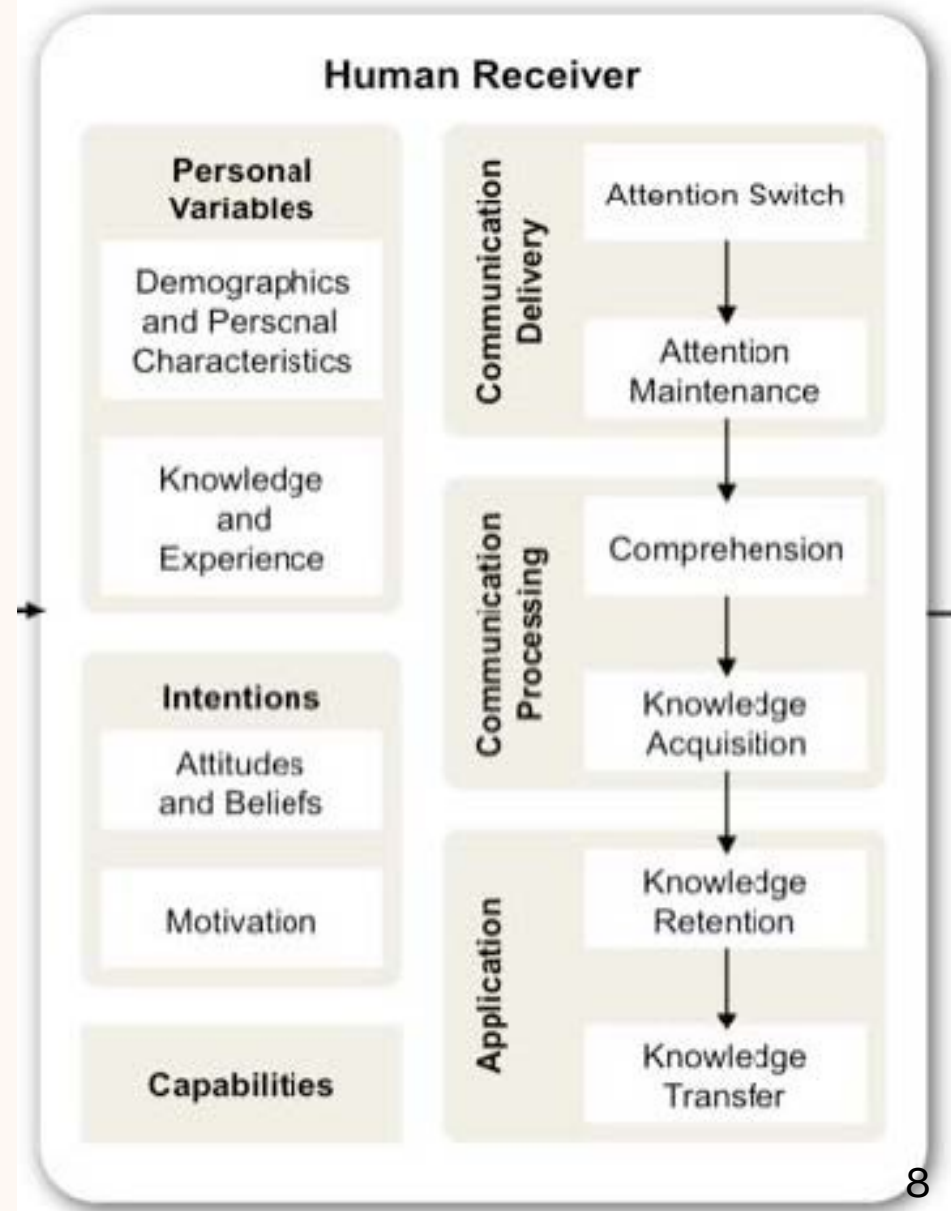 Human Receiver
Personal
Variables
Demographics
and Personal
Characteristics
Knowledge
and
Experience
Intentions
Attitudes
and Beliefs
Motivation
Capabilities
Communication
Delivery
Attention Switch
Attention
Maintenance
Communication
Processing
Comprehension
Knowledge
Acquisition
Application
Knowledge
Retention
Knowledge
Transfer
8